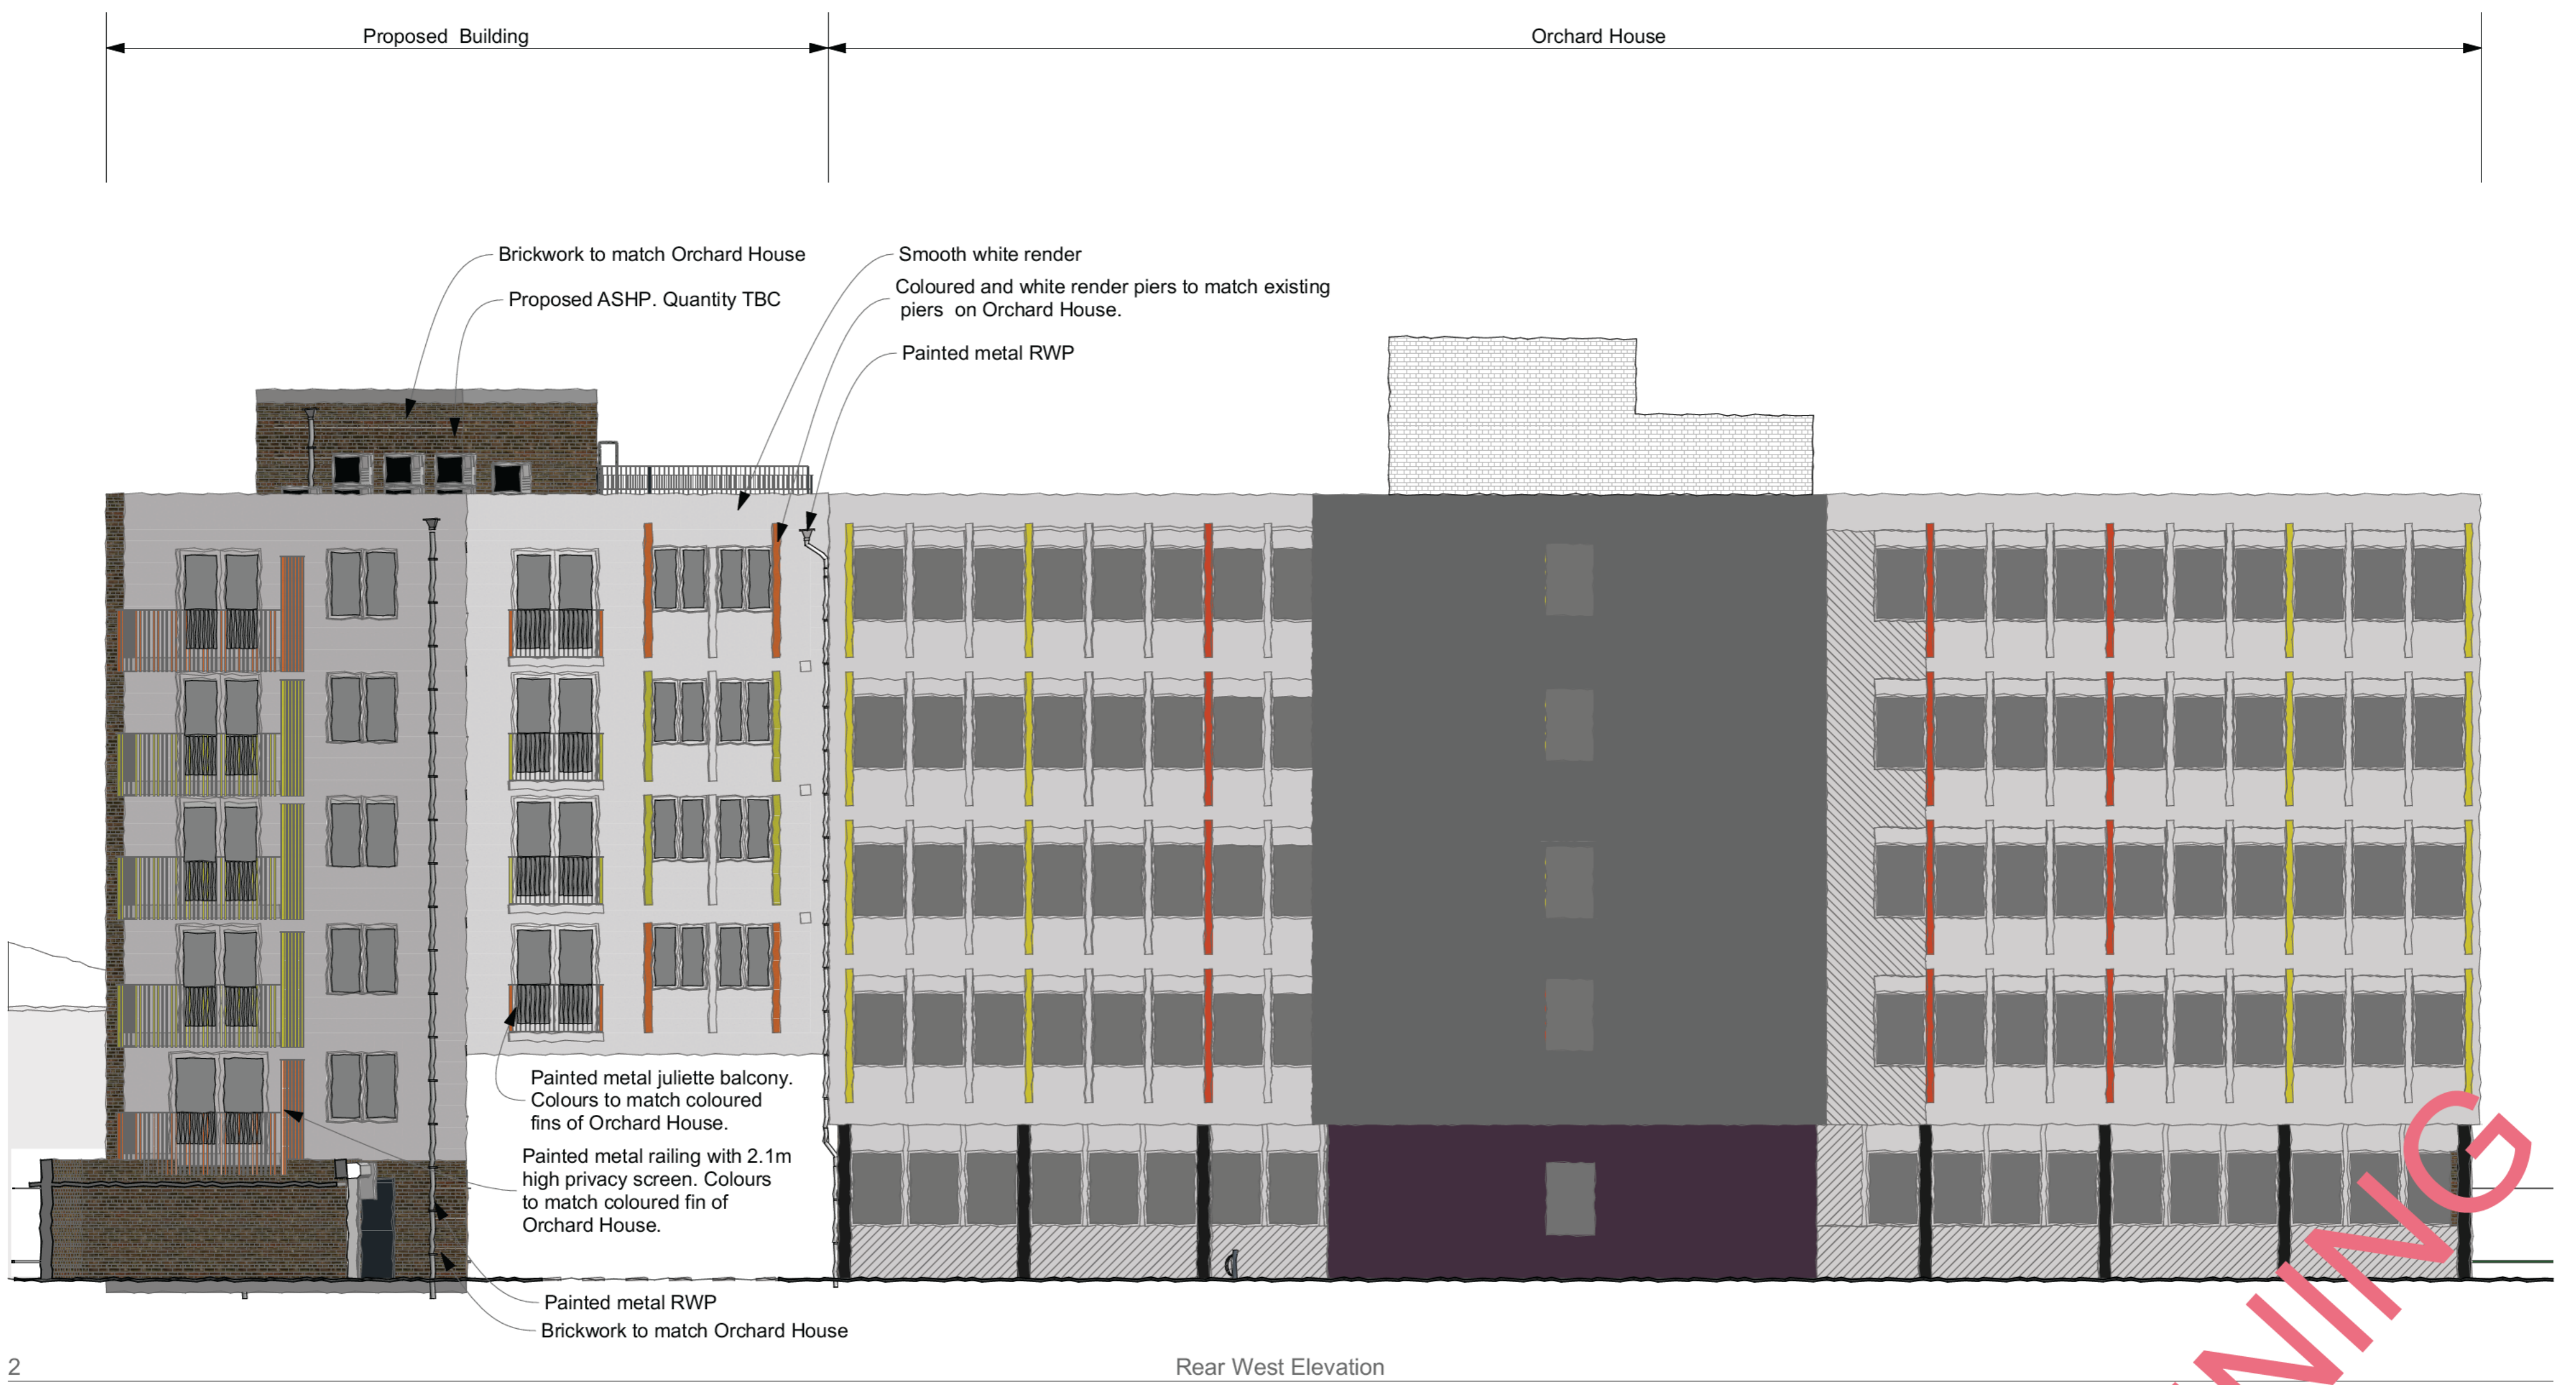 Proposed  Building
Orchard House
Brickwork to match Orchard House
Proposed ASHP. Quantity TBC
Smooth white render
Coloured and white render piers to match existing
piers  on Orchard House.
Painted metal RWP
Painted metal juliette balcony.
Colours to match coloured
fins of Orchard House.
Painted metal railing with 2.1m
high privacy screen. Colours
to match coloured fin of
Orchard House.
Painted metal RWP
Brickwork to match Orchard House
2
Rear West Elevation
NING